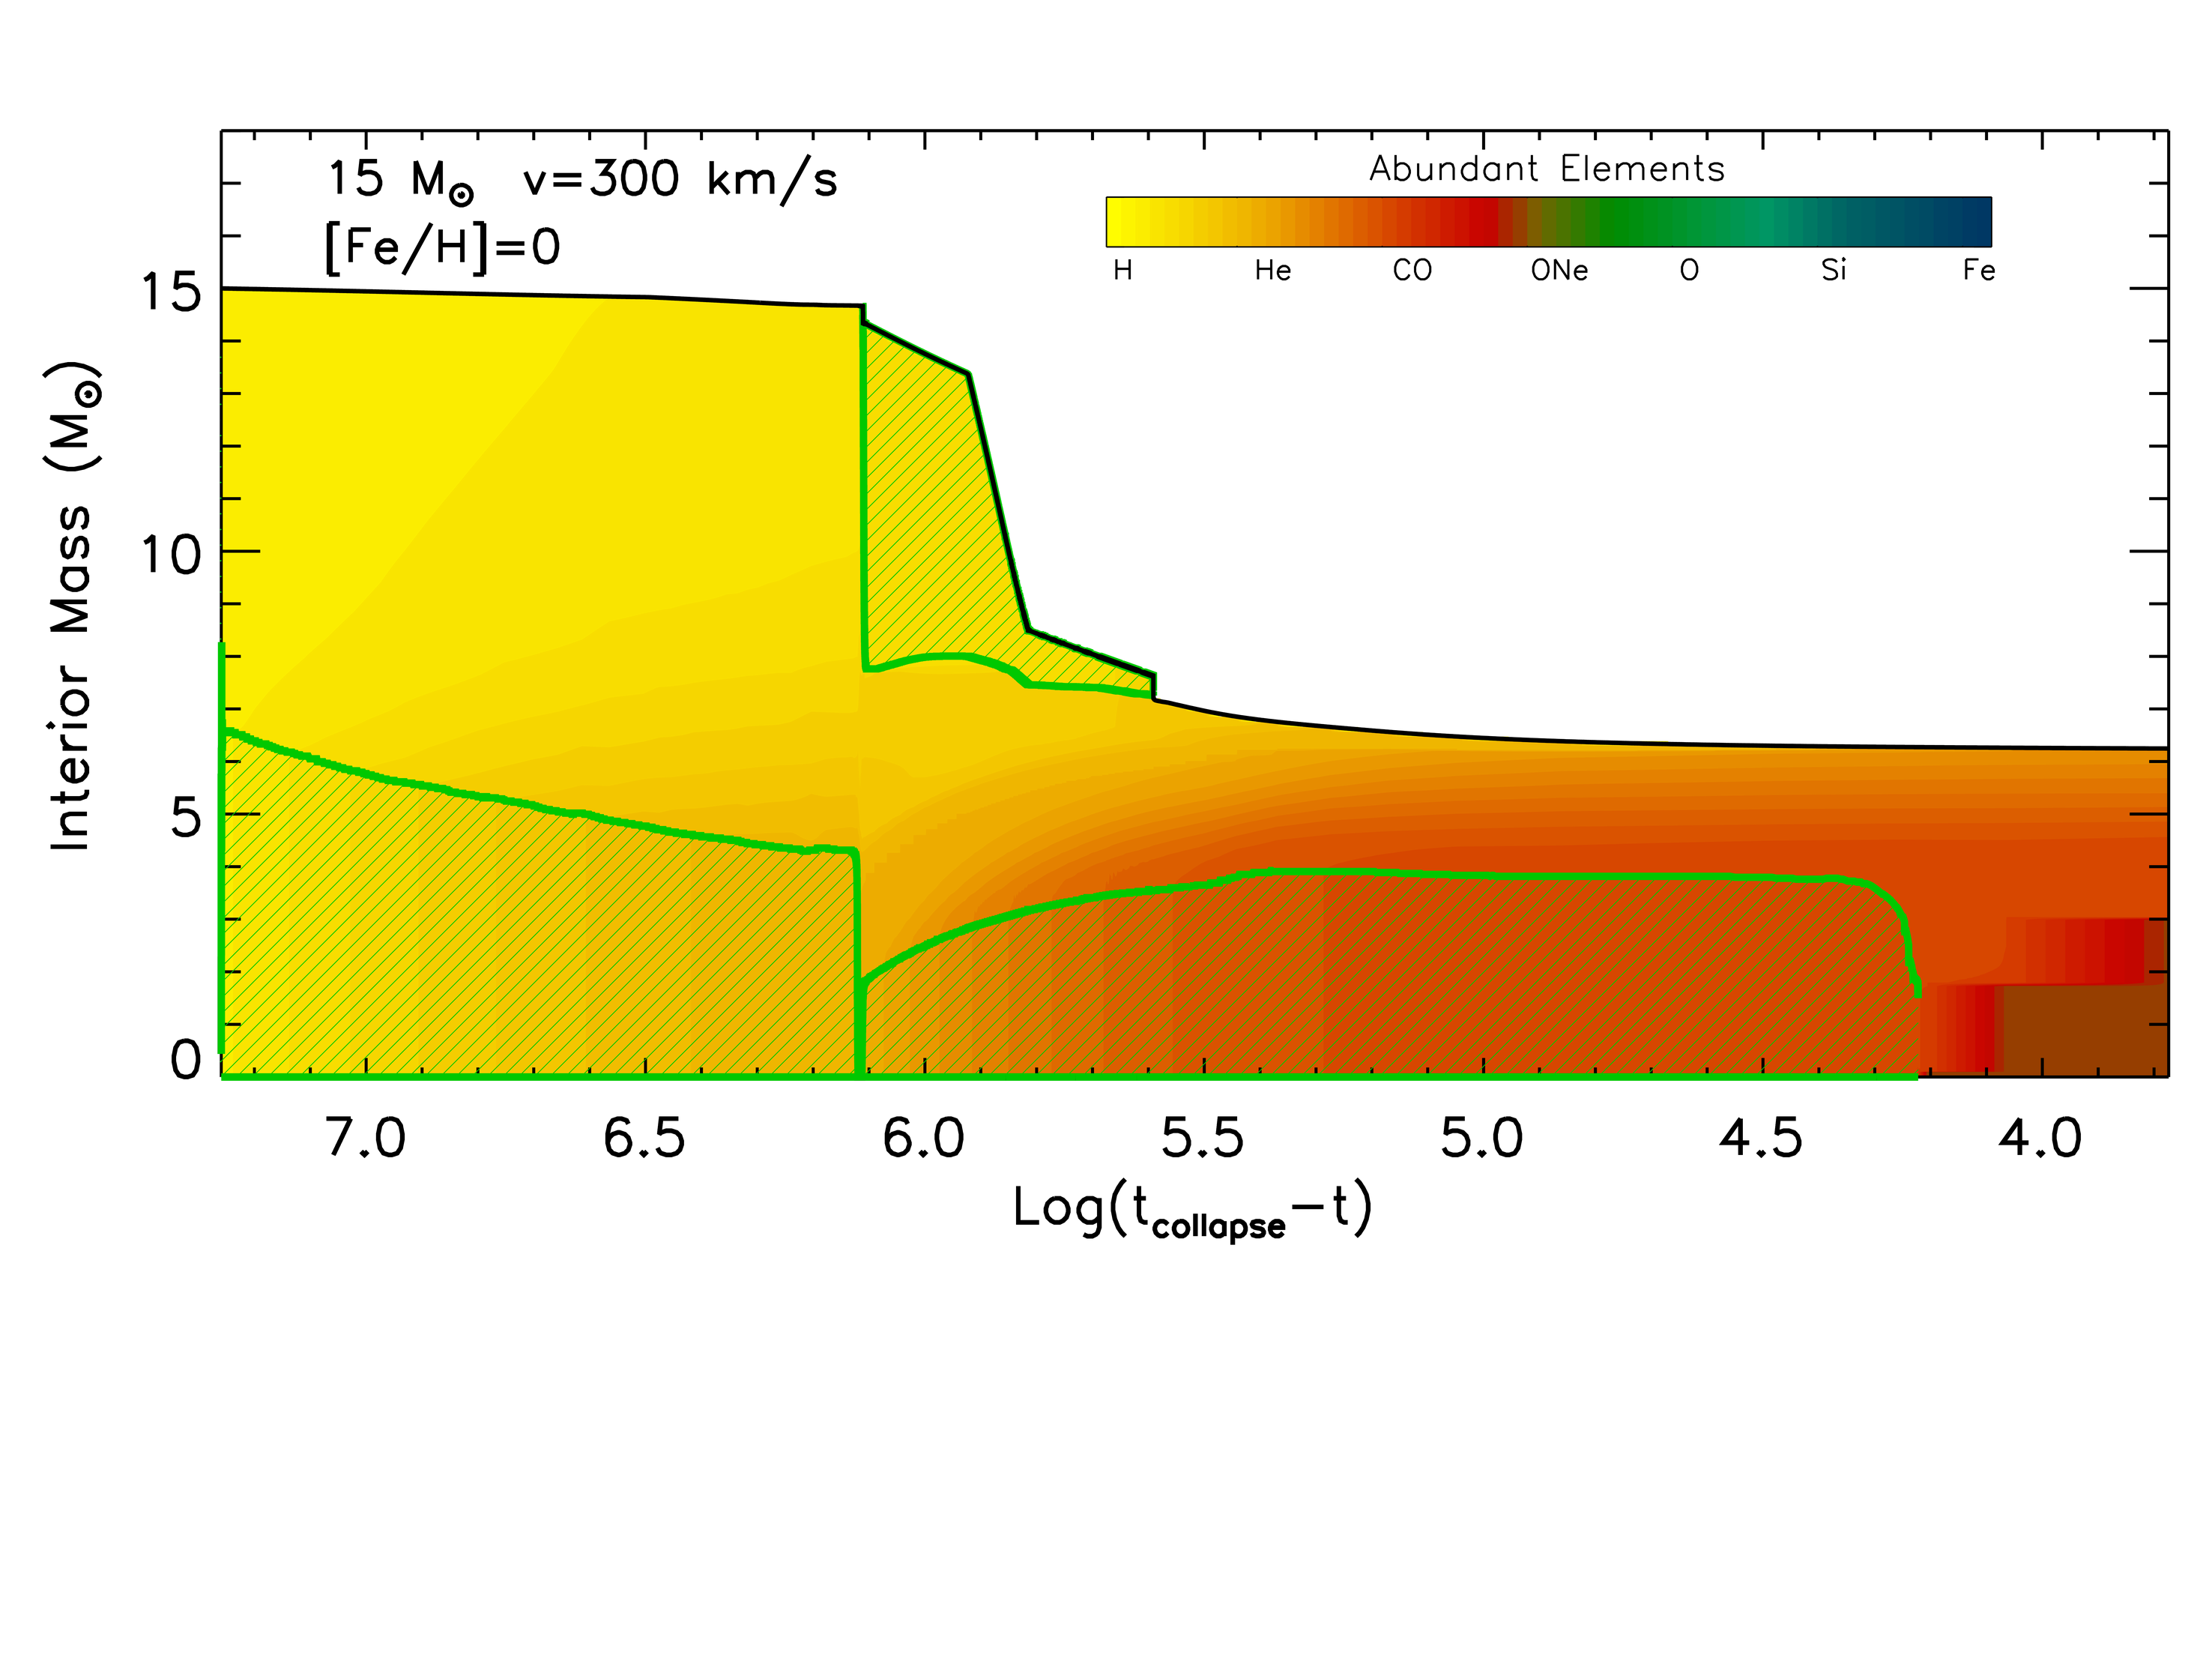 15 M☉ v=300 km/s
[Fe/H]=0
Abundant Elements
H He CO ONe O Si Fe
Interior Mass (M☉)
15
10
5
0
7.0 6.5 6.0 5.5 5.0 4.5 4.0
Log(tcollapse−t)